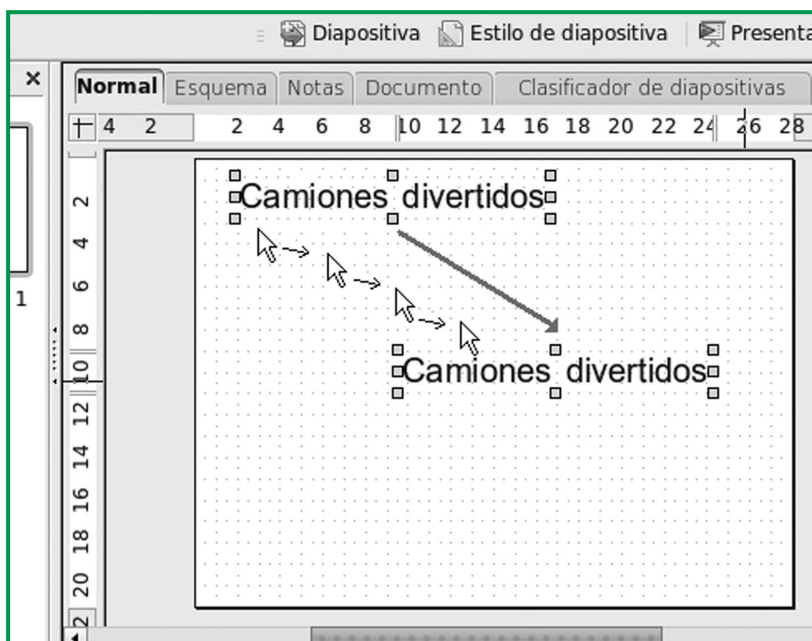 Diapositiva Estilo de diapositiva Presenta
Normal Esquema Notas Documento Clasificador de diapositivas
4 2 2 4 6 8 10 12 14 16 18 20 22 24 26 28
Camiones divertidos
Camiones divertidos
2
4
6
8
10
12
14
16
18
20
2
1